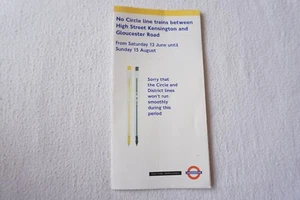 No Circle line trains between
High Street Kensington and
Gloucester Road
From Saturday 12 June until
Sunday 15 August
Sorry that
the Circle and
District lines
won't run
smoothly
during this
period